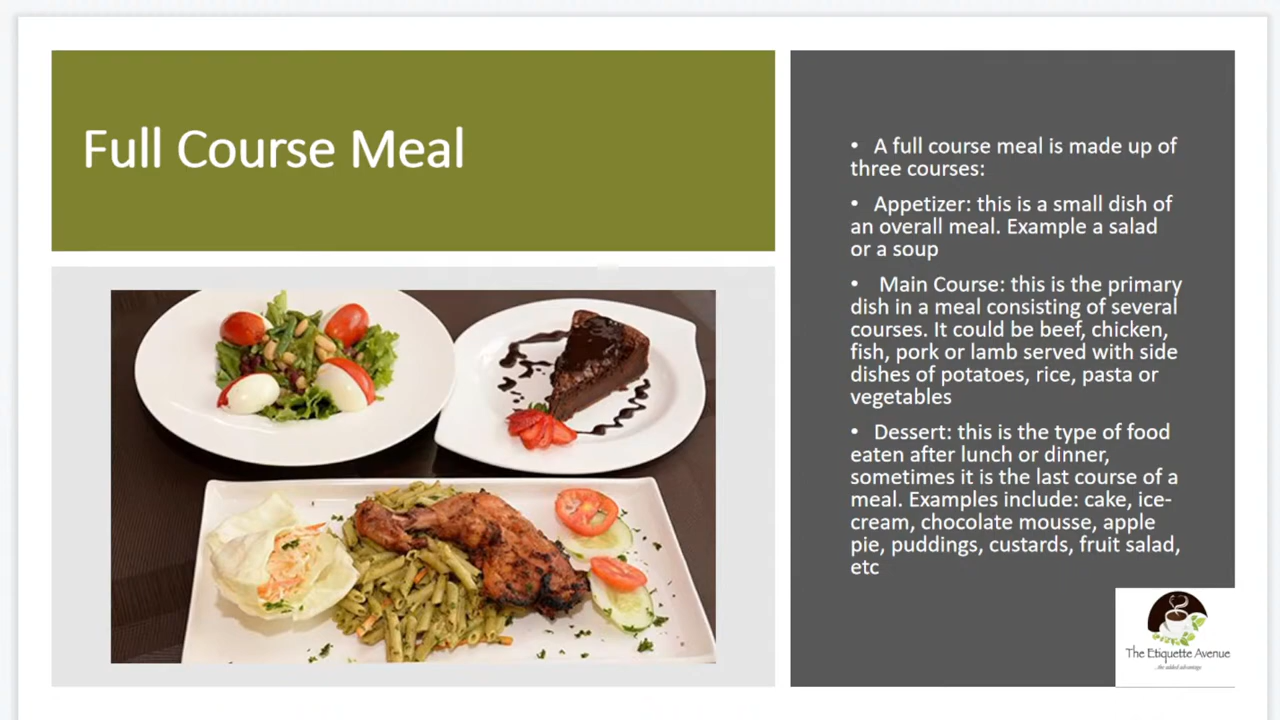 Full Course Meal
• A full course meal is made up of
three courses:
• Appetizer: this is a small dish of
an overall meal. Example a salad
or a soup
• Main Course: this is the primary
dish in a meal consisting of several
courses. It could be beef, chicken,
fish, pork or lamb served with side
dishes of potatoes, rice, pasta or
vegetables
• Dessert: this is the type of food
eaten after lunch or dinner,
sometimes it is the last course of a
meal. Examples include: cake, ice-
cream, chocolate mousse, apple
pie, puddings, custards, fruit salad,
etc
The Etiquette Avenue
...the added advantage